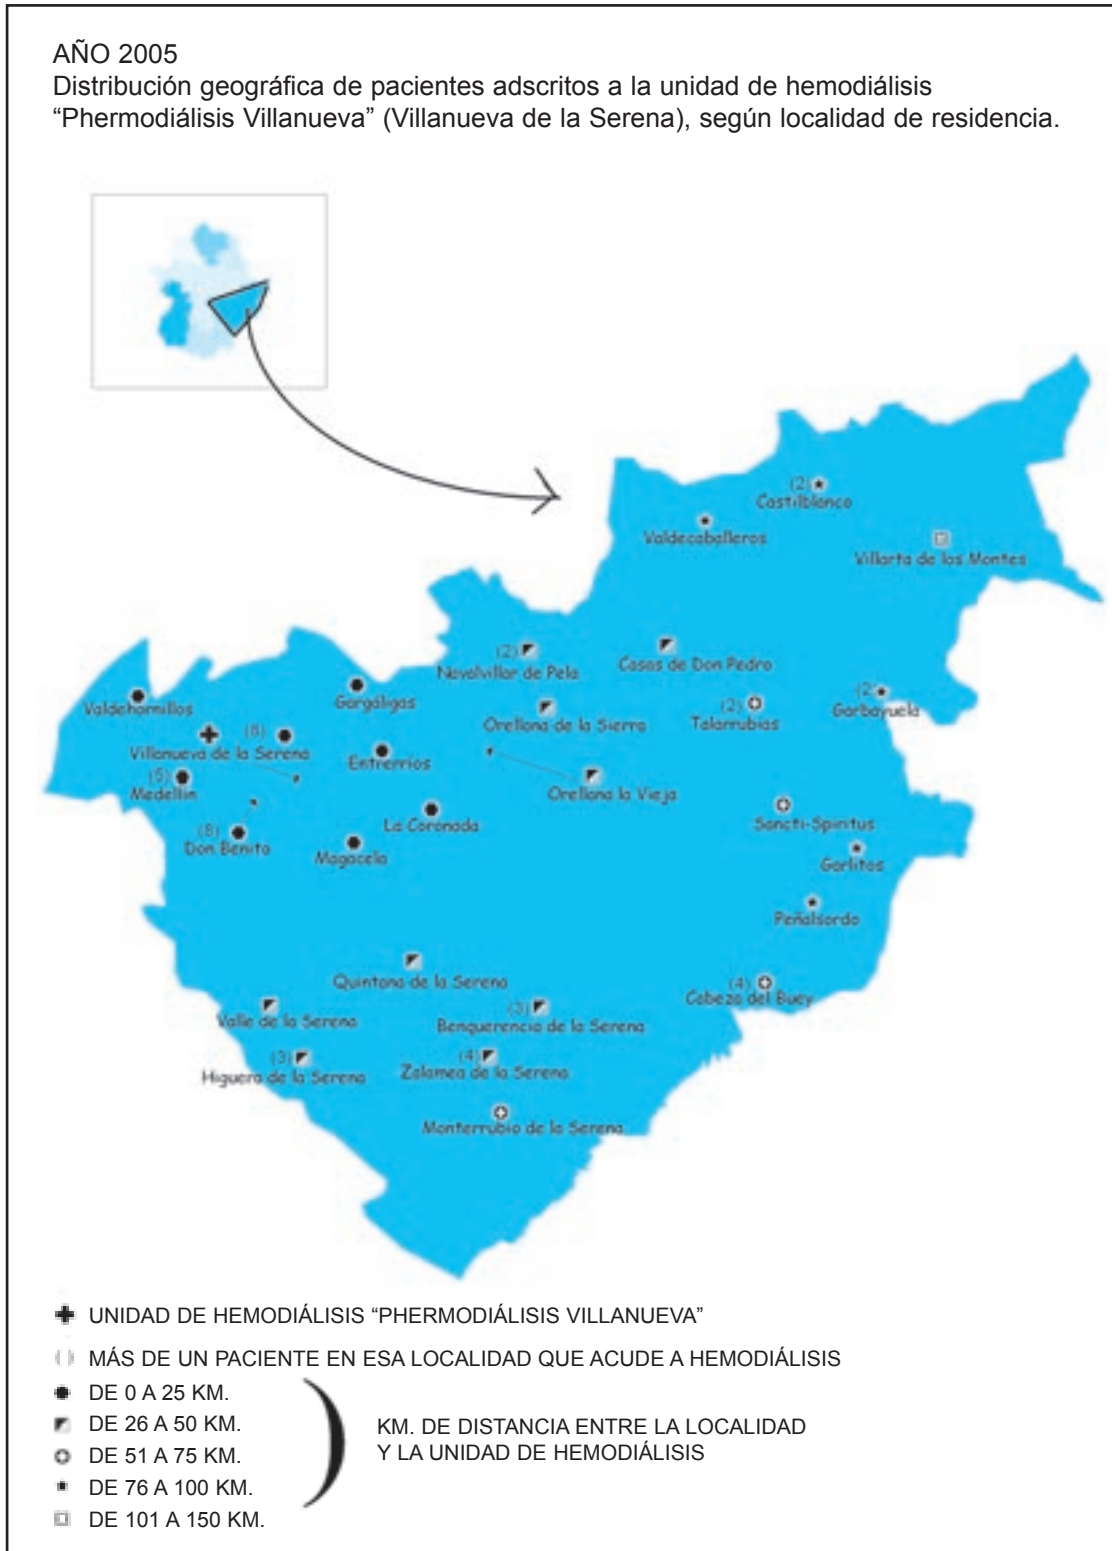 AÑO 2005
Distribución geográfica de pacientes adscritos a la unidad de hemodiálisis
“Phermodiálisis Villanueva” (Villanueva de la Serena), según localidad de residencia.
(2)
Castilblanco
Valdecaballeros
Villarta de los Montes
(2)
Navalvillar de Pela
Casas de Don Pedro
Valdehornillos
Gargáligas
Orellana de la Sierra
(2)
Talarrubias
(2)
Garbayuela
(8)
Villanueva de la Serena
Entrerríos
(5)
Medellín
Orellana la Vieja
(8)
Don Benito
La Coronada
Magacela
Sancti-Spiritus
Garlitos
Peñalsordo
Quintana de la Serena
(4)
Cabeza del Buey
Valle de la Serena
(3)
Benquerencia de la Serena
(3)
Higuera de la Serena
(4)
Zalamea de la Serena
Monterrubio de la Serena
UNIDAD DE HEMODIÁLISIS “PHERMODIÁLISIS VILLANUEVA”
( ) MÁS DE UN PACIENTE EN ESA LOCALIDAD QUE ACUDE A HEMODIÁLISIS
DE 0 A 25 KM.
DE 26 A 50 KM.
DE 51 A 75 KM.
DE 76 A 100 KM.
DE 101 A 150 KM.
KM. DE DISTANCIA ENTRE LA LOCALIDAD
Y LA UNIDAD DE HEMODIÁLISIS